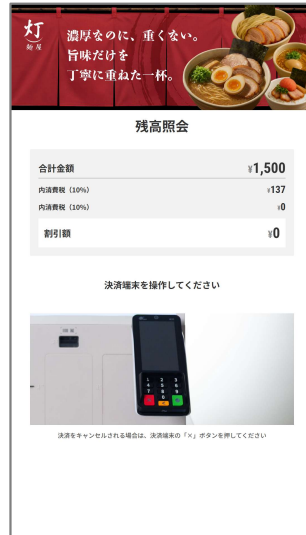 灯
麺屋
濃厚なのに、重くない。
旨味だけを
丁寧に重ねた一杯。
残高照会
合計金額 ¥1,500
内消費税（10%） ¥137
内消費税（10%） ¥0
割引額 ¥0
決済端末を操作してください
決済をキャンセルされる場合は、決済端末の「×」ボタンを押してください